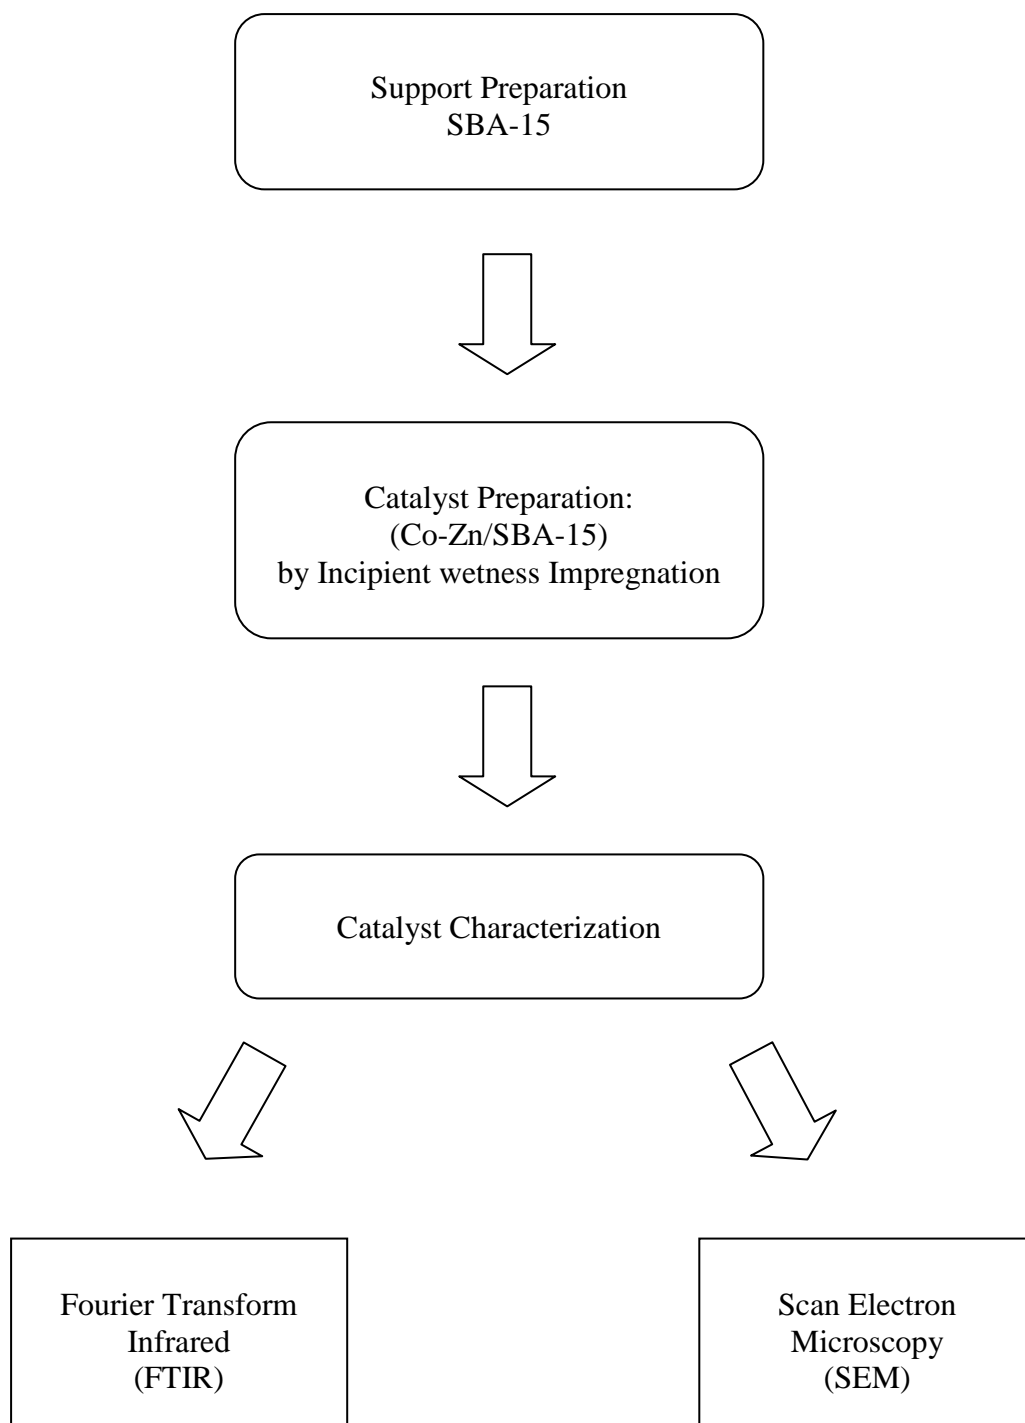 Support Preparation
SBA-15
Catalyst Preparation:
(Co-Zn/SBA-15)
by Incipient wetness Impregnation
Catalyst Characterization
Fourier Transform
Infrared
(FTIR)
Scan Electron
Microscopy
(SEM)